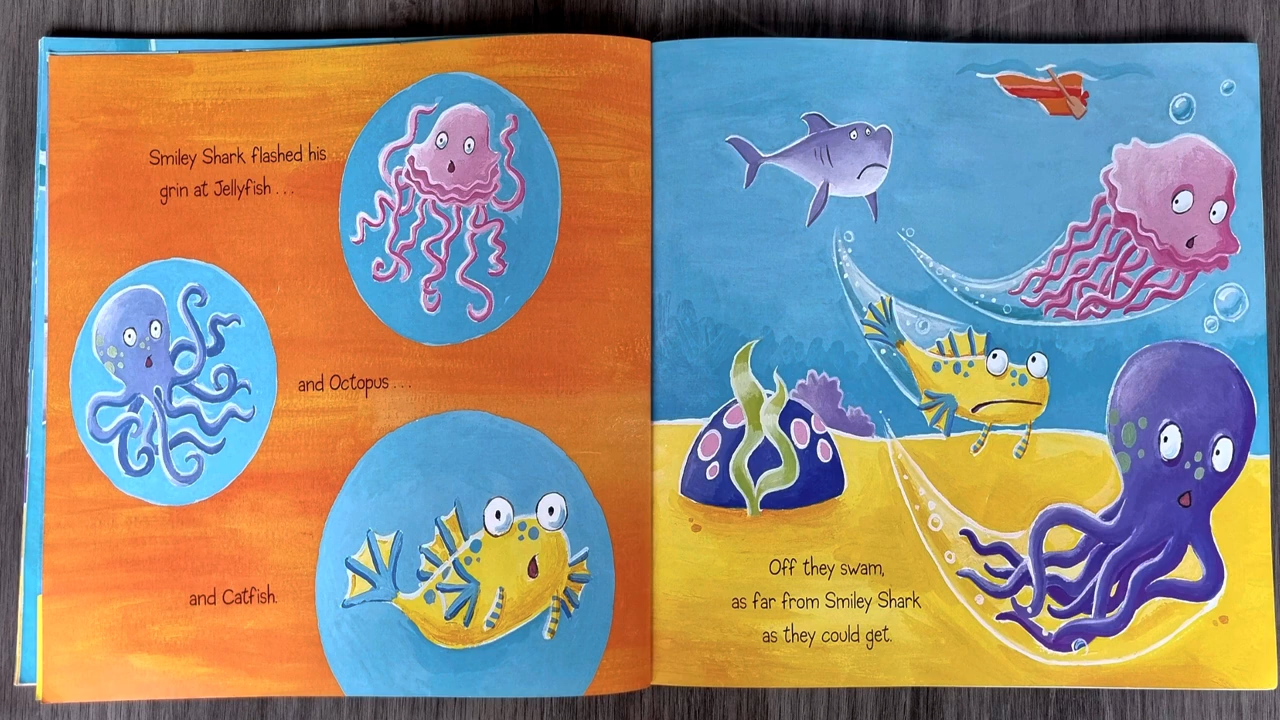 Smiley Shark flashed his
grin at Jellyfish . . .
and Octopus . . .
and Catfish.
Off they swam,
as far from Smiley Shark
as they could get.